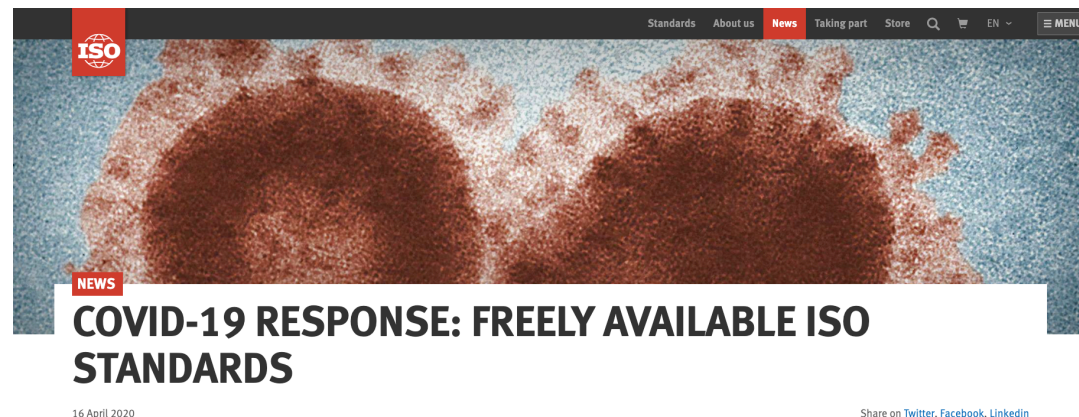 Standards About us News Taking part Store EN MENU
ISO
NEWS
COVID-19 RESPONSE: FREELY AVAILABLE ISO
STANDARDS
16 April 2020 Share on Twitter, Facebook, Linkedin